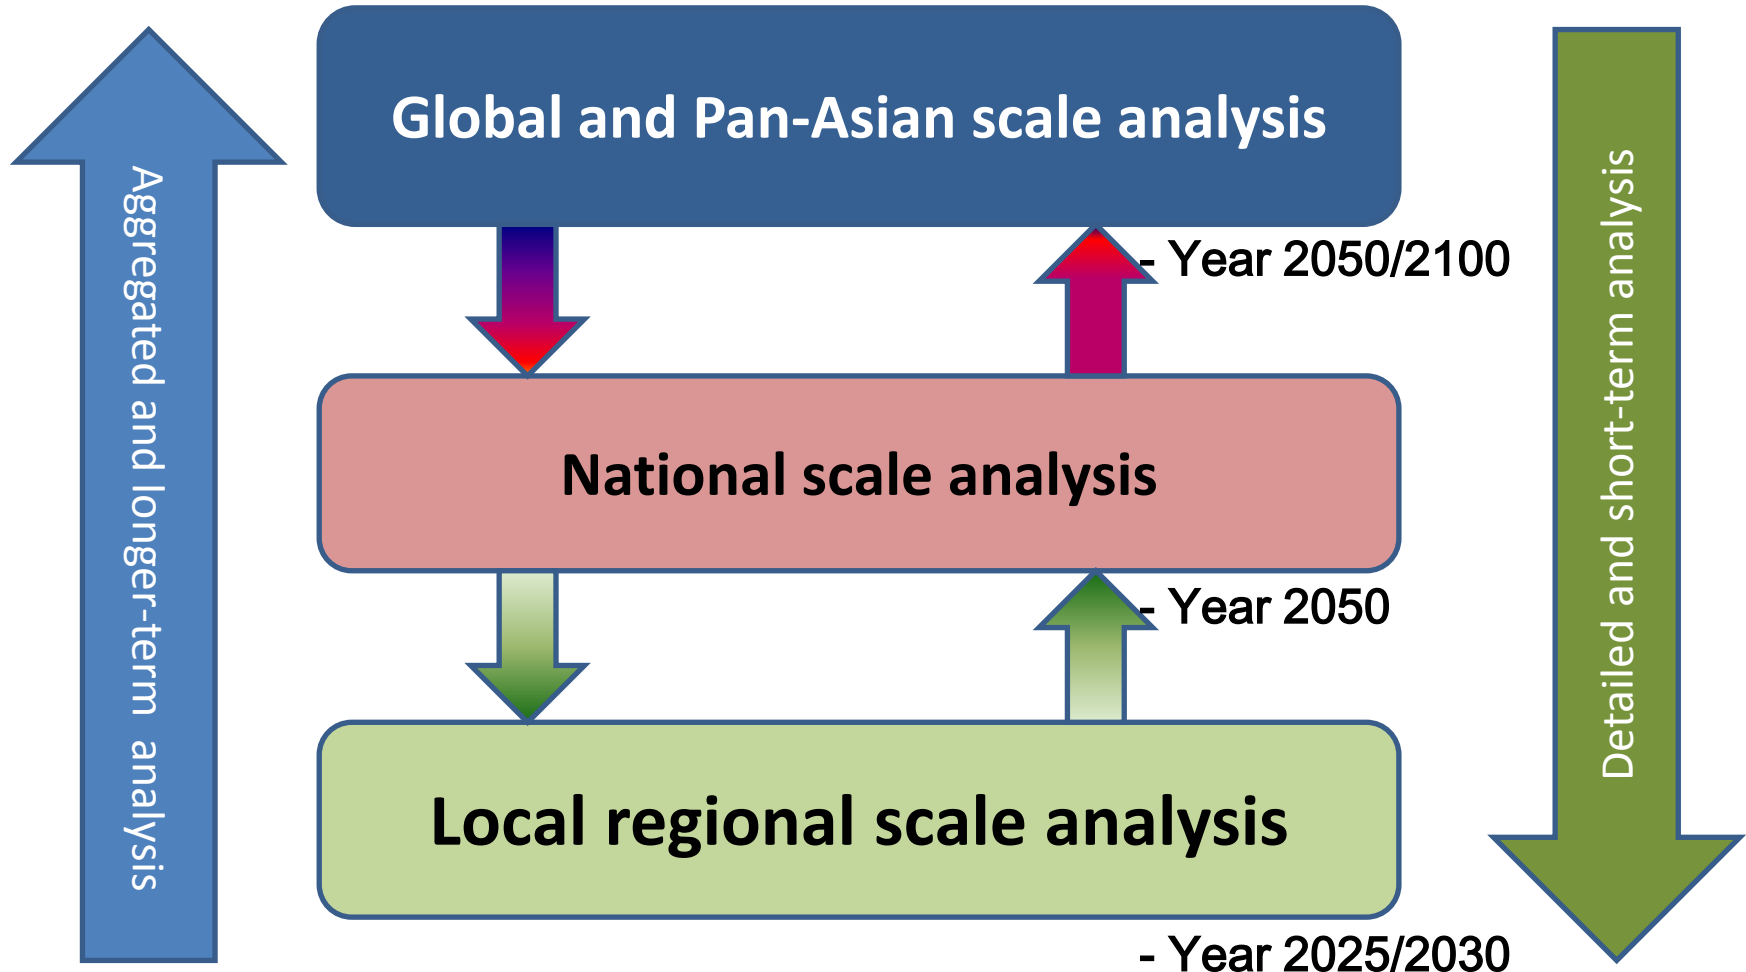 Global and Pan-Asian scale analysis
- Year 2050/2100
National scale analysis
- Year 2050
Local regional scale analysis
- Year 2025/2030
Aggregated and longer-term analysis
Detailed and short-term analysis